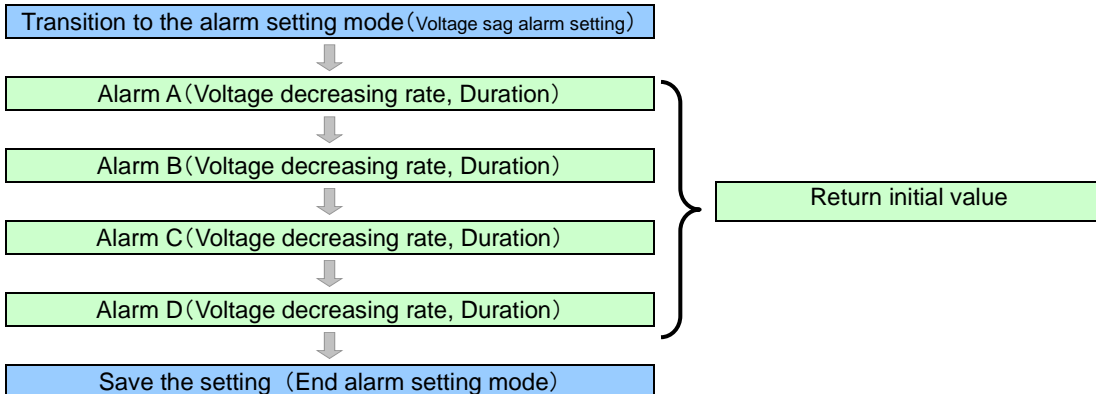 Transition to the alarm setting mode（Voltage sag alarm setting）
Alarm A（Voltage decreasing rate, Duration）
Alarm B（Voltage decreasing rate, Duration）
Return initial value
Alarm C（Voltage decreasing rate, Duration）
Alarm D（Voltage decreasing rate, Duration）
Save the setting（End alarm setting mode）